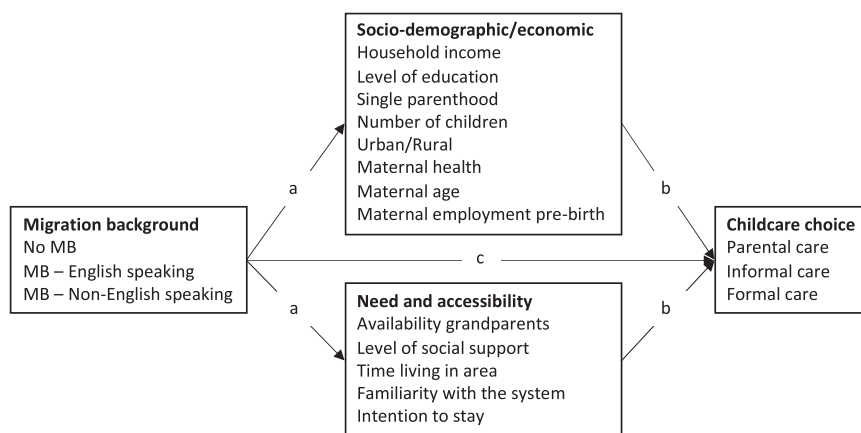 Socio-demographic/economic
Household income
Level of education
Single parenthood
Number of children
Urban/Rural
Maternal health
Maternal age
Maternal employment pre-birth
a
b
Migration background
No MB
MB – English speaking
MB – Non-English speaking
c
Childcare choice
Parental care
Informal care
Formal care
a
b
Need and accessibility
Availability grandparents
Level of social support
Time living in area
Familiarity with the system
Intention to stay